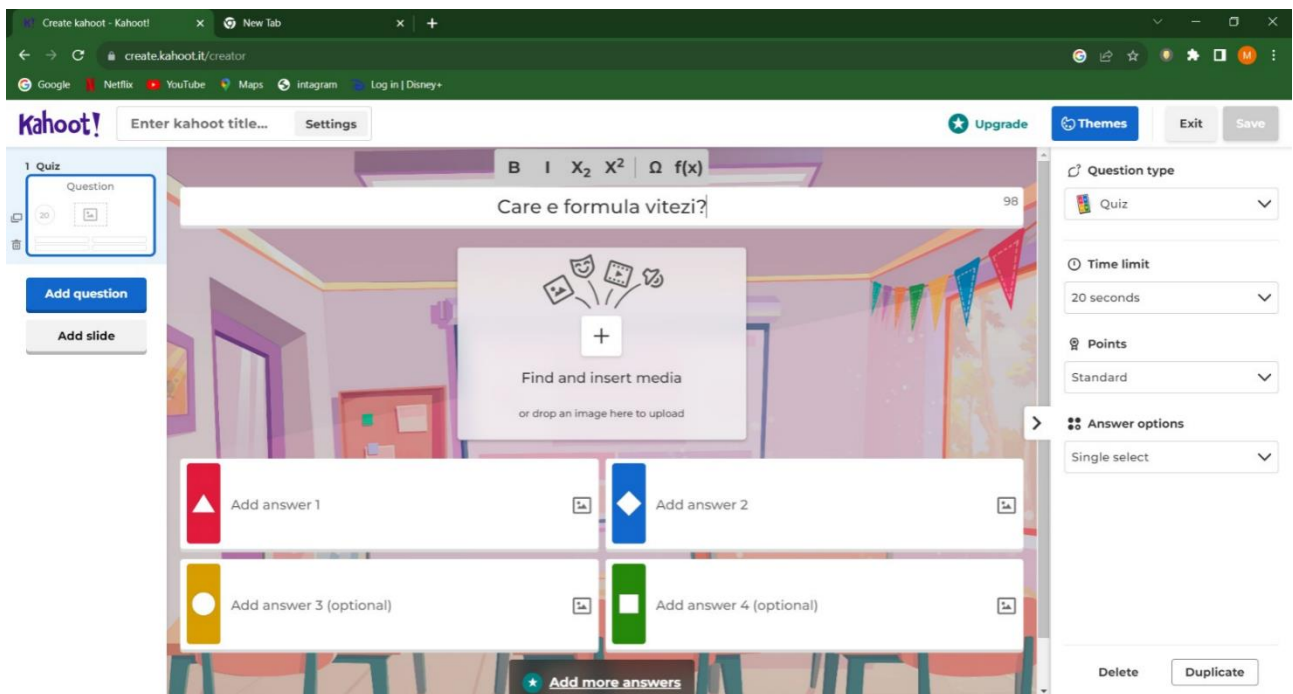 Create kahoot - Kahoot!
New Tab
create.kahoot.it/creator
M
Google Netflix YouTube Maps intagram Log in | Disney+
Kahoot!
Enter kahoot title...
Settings
Upgrade
Themes
Exit
Save
1 Quiz
Question
20
Add question
Add slide
B I X₂ X² Ω f(x)
Care e formula vitezi?
98
Find and insert media
or drop an image here to upload
Add answer 1
Add answer 2
Add answer 3 (optional)
Add answer 4 (optional)
Add more answers
Question type
Quiz
Time limit
20 seconds
Points
Standard
Answer options
Single select
Delete
Duplicate